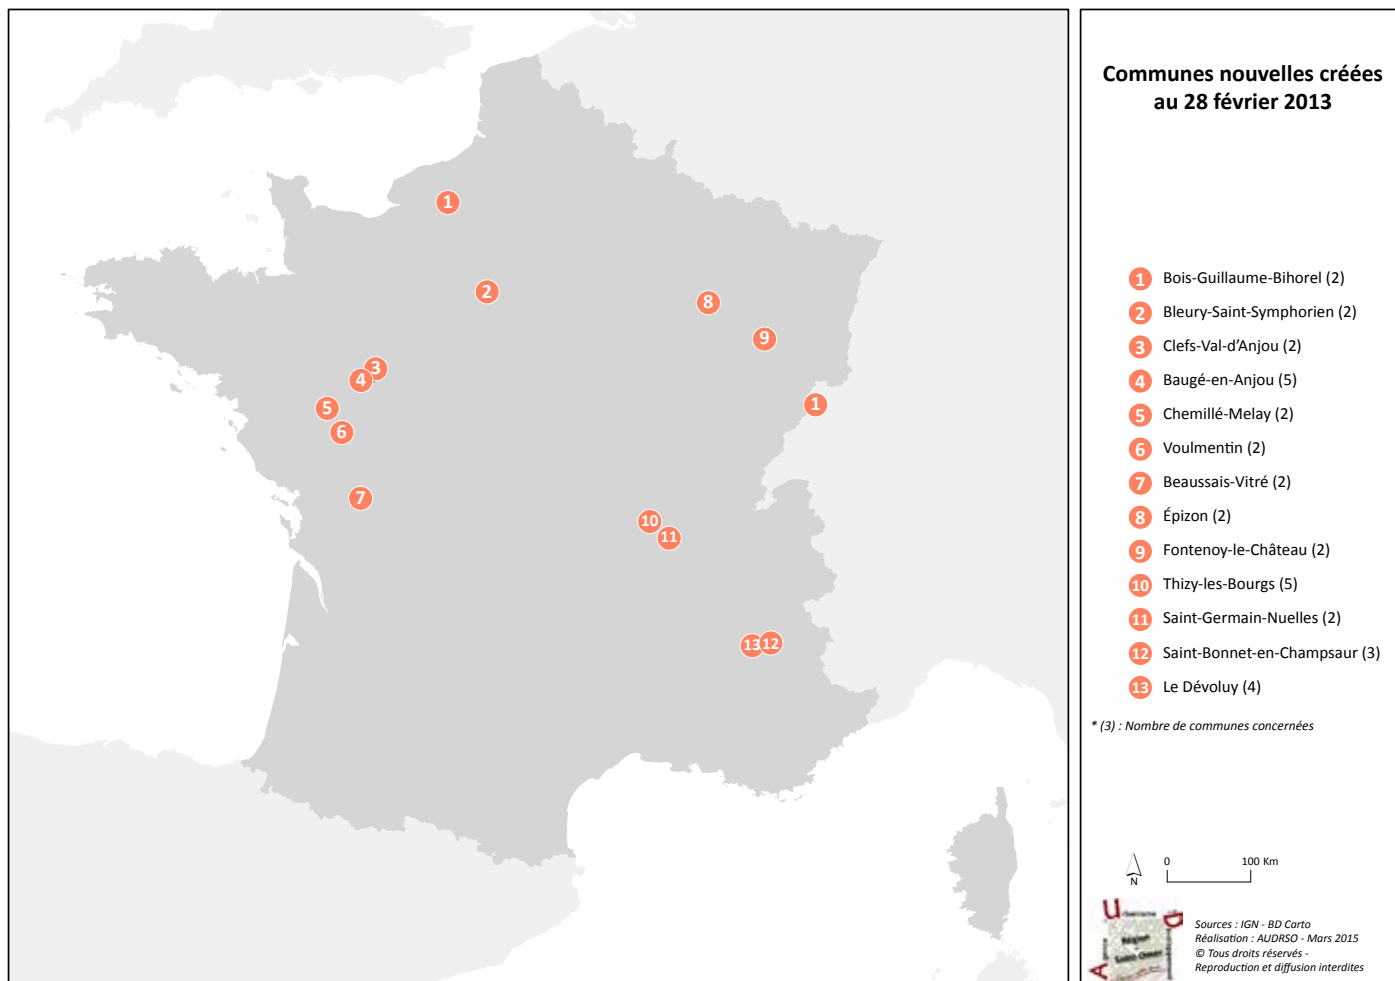 Communes nouvelles créées
au 28 février 2013
1
2
8
9
3
4
1
5
6
7
10
11
13
12
1 Bois-Guillaume-Bihorel (2)
2 Bleury-Saint-Symphorien (2)
3 Clefs-Val-d'Anjou (2)
4 Baugé-en-Anjou (5)
5 Chemillé-Melay (2)
6 Voulmentin (2)
7 Beaussais-Vitré (2)
8 Épizon (2)
9 Fontenoy-le-Château (2)
10 Thizy-les-Bourgs (5)
11 Saint-Germain-Nuelles (2)
12 Saint-Bonnet-en-Champsaur (3)
13 Le Dévoluy (4)
* (3) : Nombre de communes concernées
0 100 Km
N
Région
Saint-Omer
Sources : IGN - BD Carto
Réalisation : AUDRSO - Mars 2015
© Tous droits réservés -
Reproduction et diffusion interdites